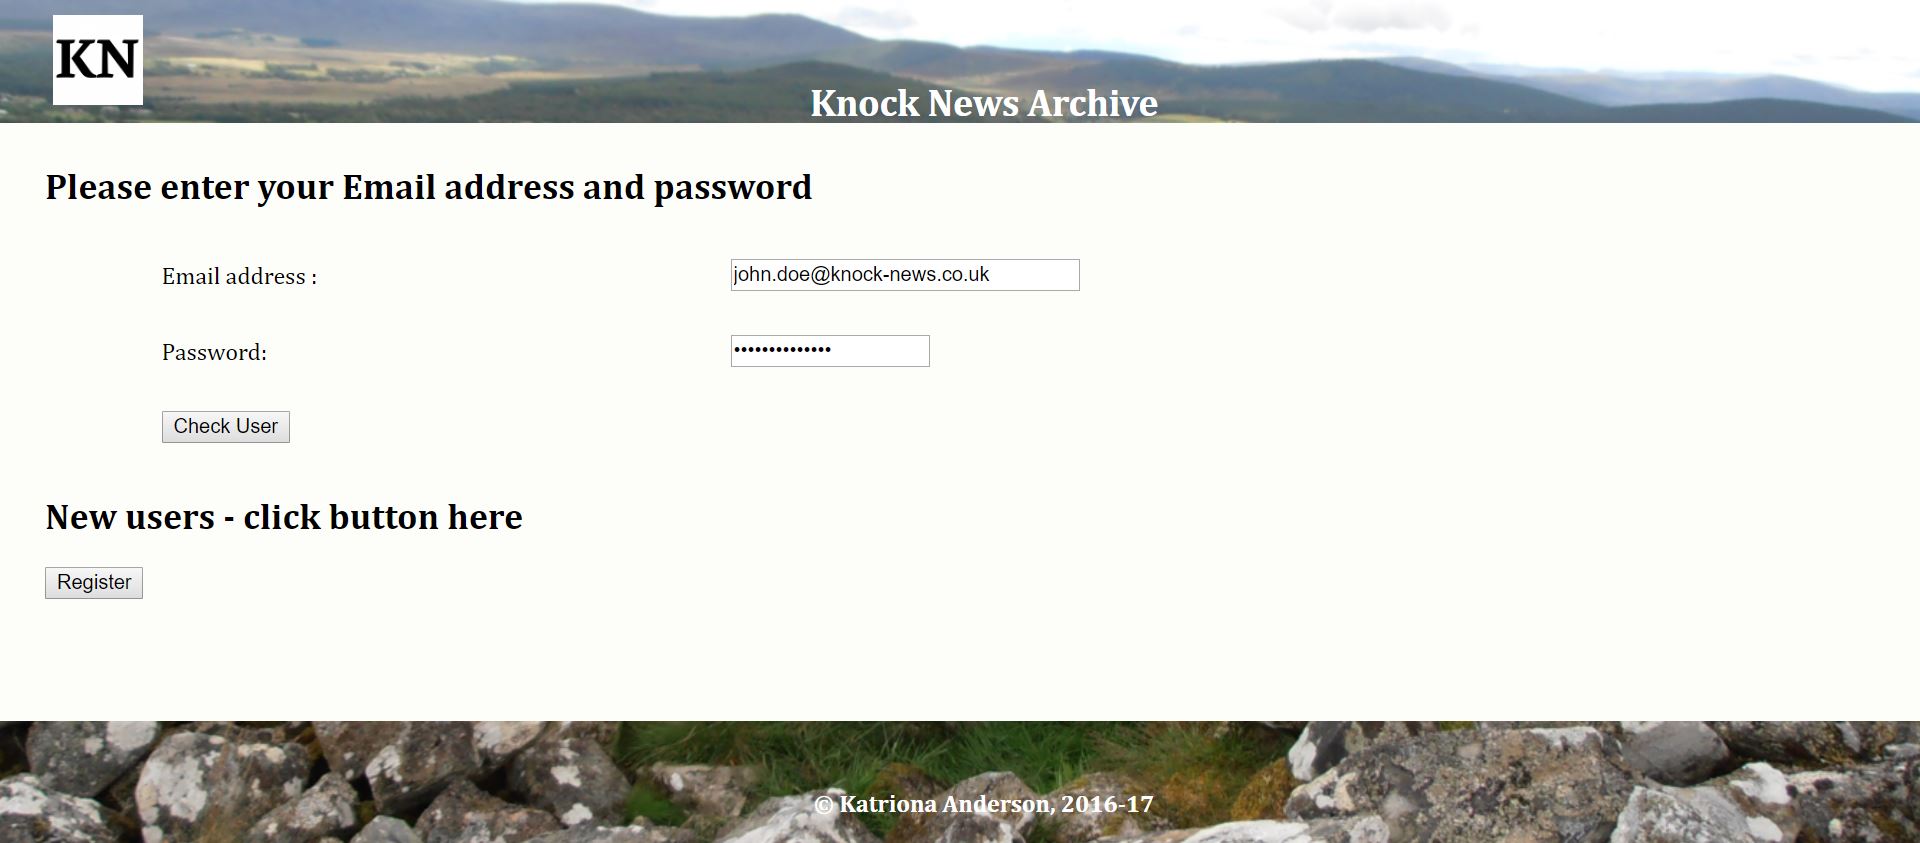 KN
Knock News Archive
Please enter your Email address and password
Email address :
john.doe@knock-news.co.uk
Password:
••••••••••••••
Check User
New users - click button here
Register
© Katriona Anderson, 2016-17